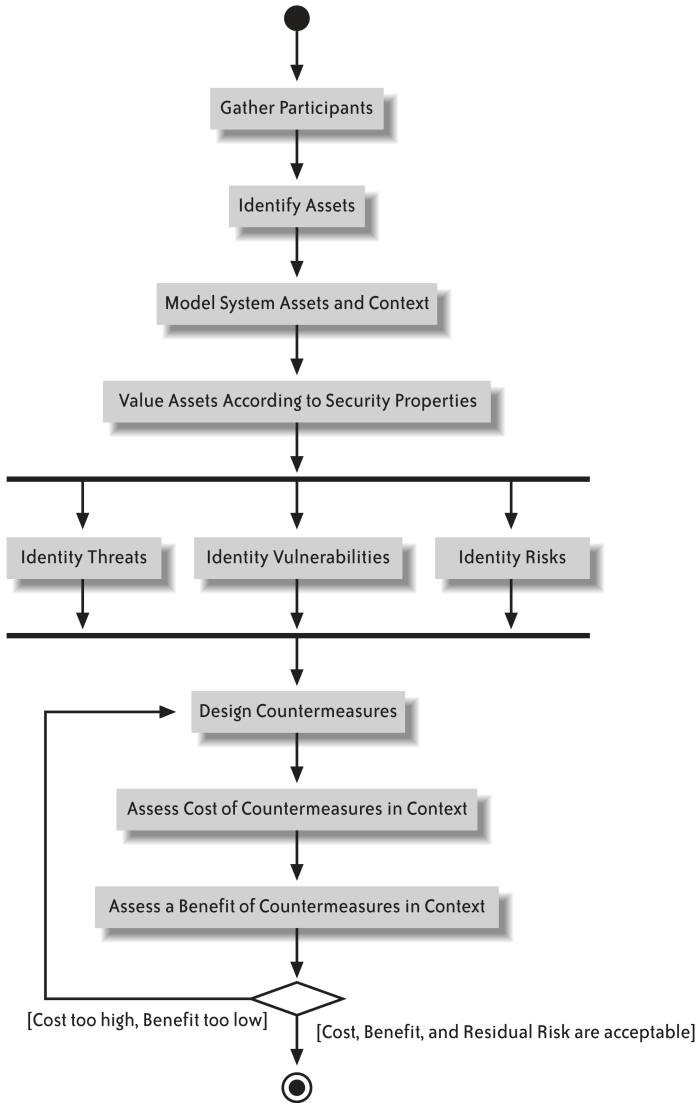 Gather Participants
Identify Assets
Model System Assets and Context
Value Assets According to Security Properties
Identity Threats
Identity Vulnerabilities
Identity Risks
Design Countermeasures
Assess Cost of Countermeasures in Context
Assess a Benefit of Countermeasures in Context
[Cost too high, Benefit too low]
[Cost, Benefit, and Residual Risk are acceptable]